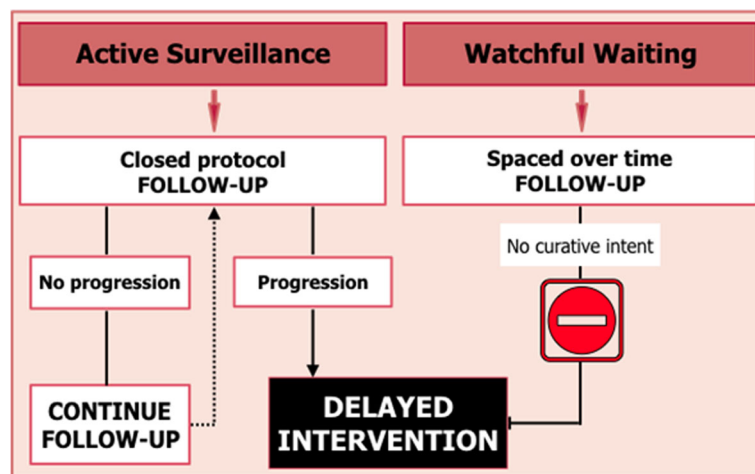 Active Surveillance
Watchful Waiting
Closed protocol
FOLLOW-UP
Spaced over time
FOLLOW-UP
No curative intent
No progression
Progression
CONTINUE
FOLLOW-UP
DELAYED
INTERVENTION